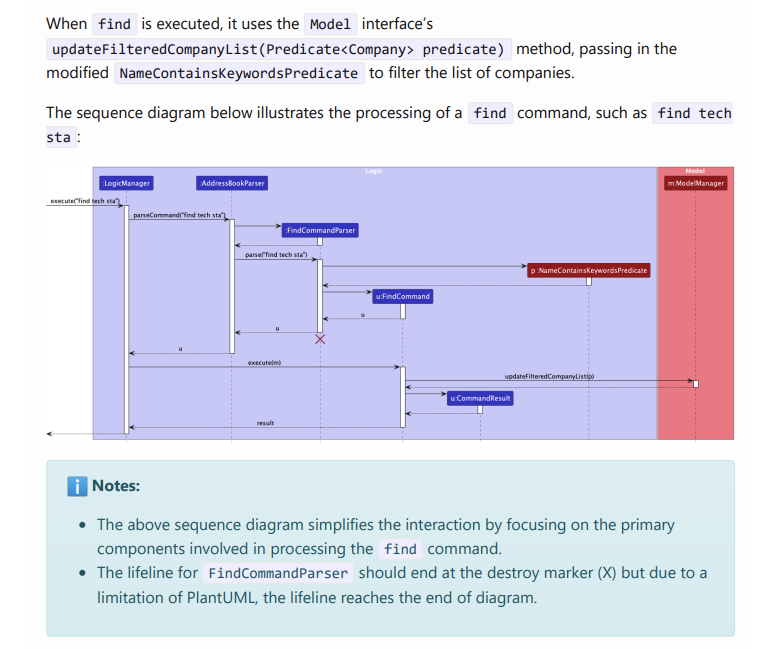 When find is executed, it uses the Model interface’s
updateFilteredCompanyList(Predicate<Company> predicate) method, passing in the
modified NameContainsKeywordsPredicate to filter the list of companies.
The sequence diagram below illustrates the processing of a find command, such as find tech
sta :
Logic
Model
:LogicManager
:AddressBookParser
m:ModelManager
execute("find tech sta")
parseCommand("find tech sta")
:FindCommandParser
parse("find tech sta")
p :NameContainsKeywordsPredicate
u:FindCommand
u
u
u
execute(m)
updateFilteredCompanyList(p)
u:CommandResult
result
Notes:
The above sequence diagram simplifies the interaction by focusing on the primary
components involved in processing the find command.
The lifeline for FindCommandParser should end at the destroy marker (X) but due to a
limitation of PlantUML, the lifeline reaches the end of diagram.